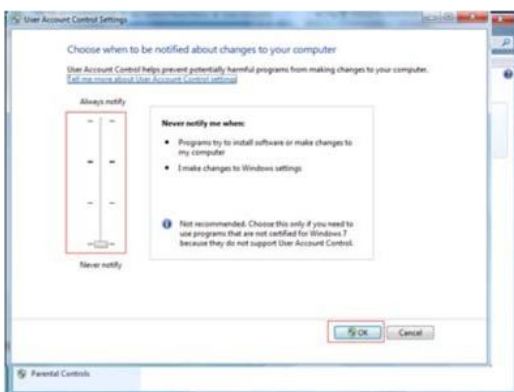 User Account Control Settings
Choose when to be notified about changes to your computer
User Account Control helps prevent potentially harmful programs from making changes to your computer.
Tell me more about User Account Control settings
Always notify
Never notify me when:
• Programs try to install software or make changes to
my computer
• I make changes to Windows settings
Not recommended. Choose this only if you need to
use programs that are not certified for Windows 7
because they do not support User Account Control.
Never notify
OK
Cancel
Parental Controls